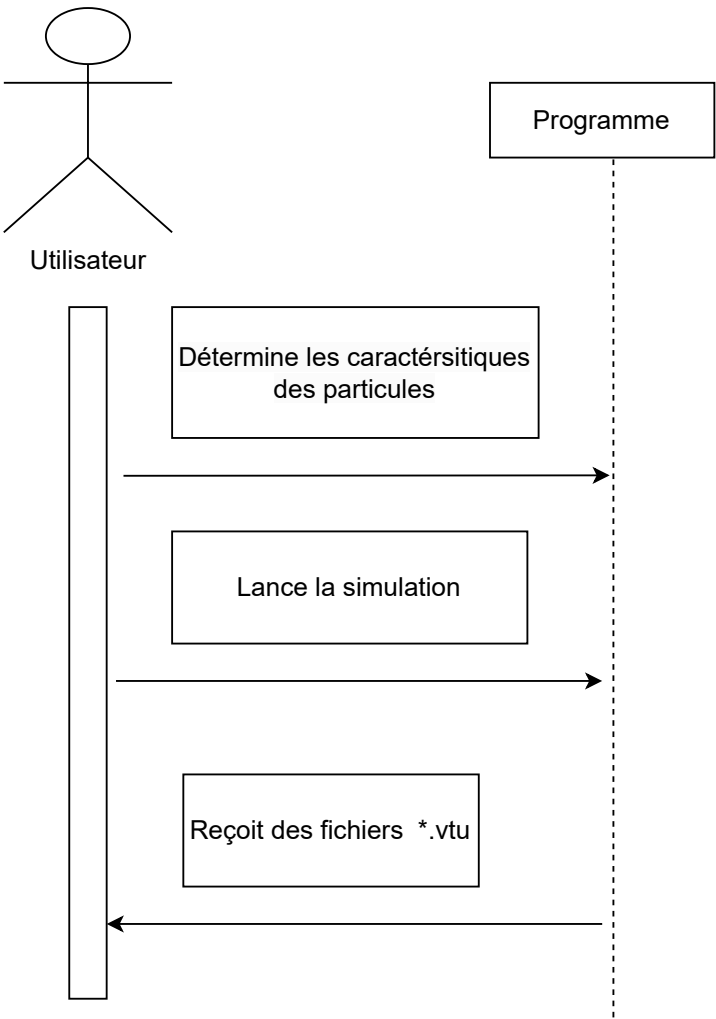 Programme
Utilisateur
Détermine les caractérsitiques
des particules
Lance la simulation
Reçoit des fichiers  *.vtu